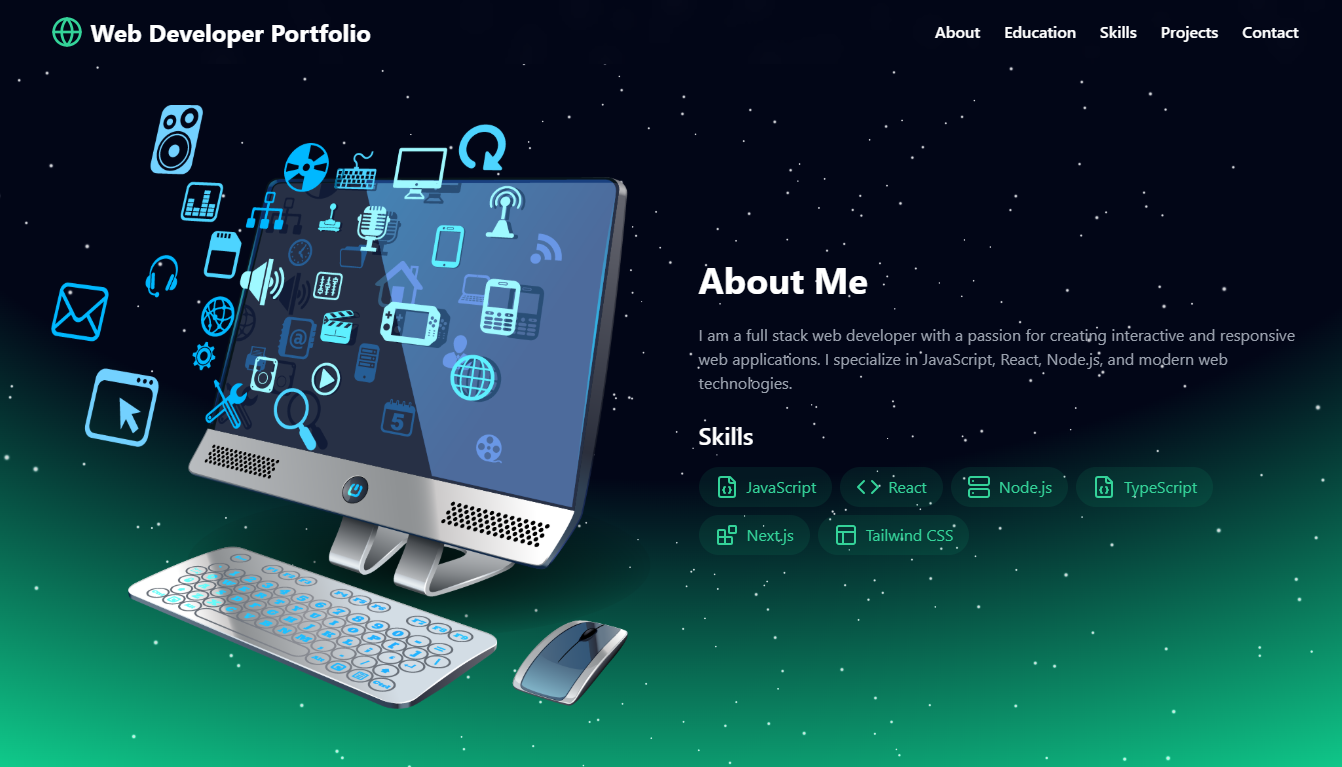 Web Developer Portfolio
About Education Skills Projects Contact
About Me
I am a full stack web developer with a passion for creating interactive and responsive
web applications. I specialize in JavaScript, React, Node.js, and modern web
technologies.
Skills
JavaScript React Node.js TypeScript
Next.js Tailwind CSS
5